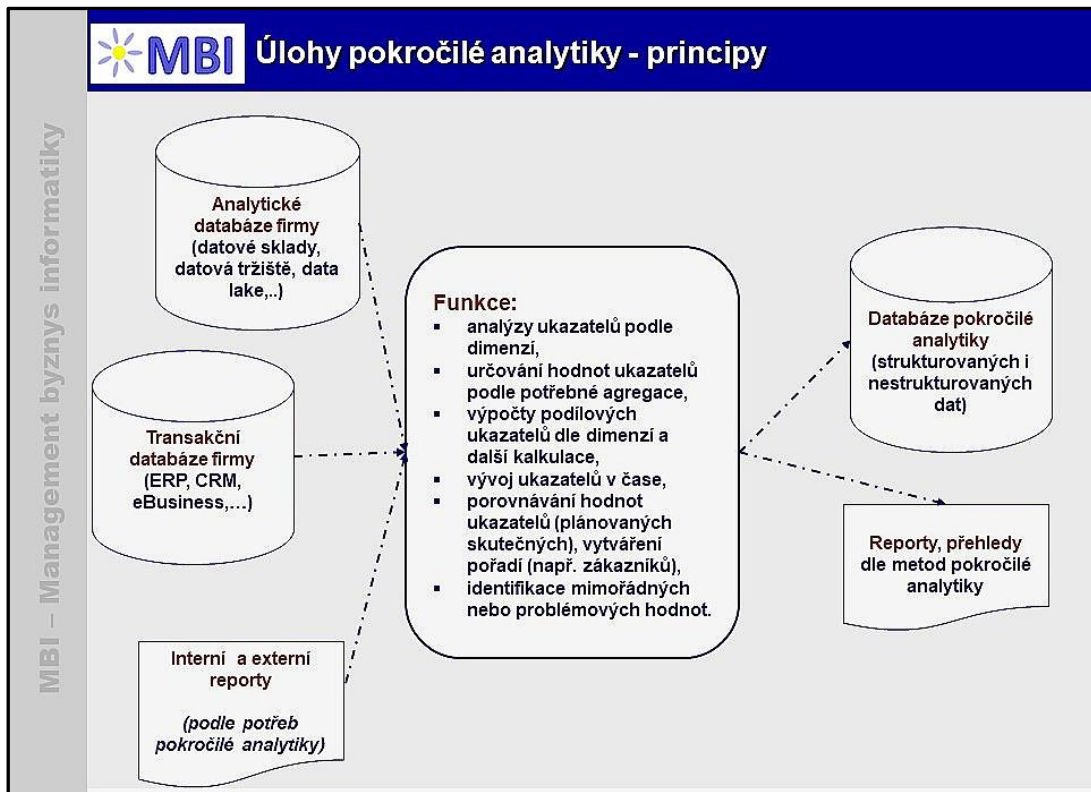 MBI – Management byznys informatiky
MBI
Úlohy pokročilé analytiky - principy
Analytické
databáze firmy
(datové sklady,
datová tržiště, data
lake,..)
Transakční
databáze firmy
(ERP, CRM,
eBusiness,...)
Interní a externí
reporty
(podle potřeb
pokročilé analytiky)
Funkce:
▪ analýzy ukazatelů podle
dimenzí,
▪ určování hodnot ukazatelů
podle potřebné agregace,
▪ výpočty podílových
ukazatelů dle dimenzí a
další kalkulace,
▪ vývoj ukazatelů v čase,
▪ porovnávání hodnot
ukazatelů (plánovaných
skutečných), vytváření
pořadí (např. zákazníků),
▪ identifikace mimořádných
nebo problémových hodnot.
Databáze pokročilé
analytiky
(strukturovaných i
nestrukturovaných
dat)
Reporty, přehledy
dle metod pokročilé
analytiky